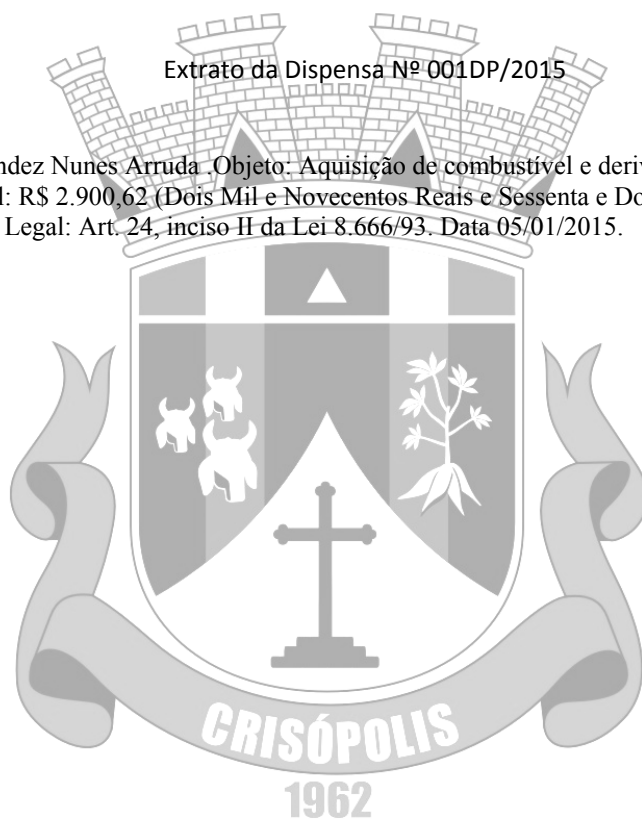 Extrato da Dispensa Nº 001DP/2015
ndez Nunes Arruda .Objeto: Aquisição de combustível e deri
l: R$ 2.900,62 (Dois Mil e Novecentos Reais e Sessenta e Do
Legal: Art. 24, inciso II da Lei 8.666/93. Data 05/01/2015.
CRISÓPOLIS
1962